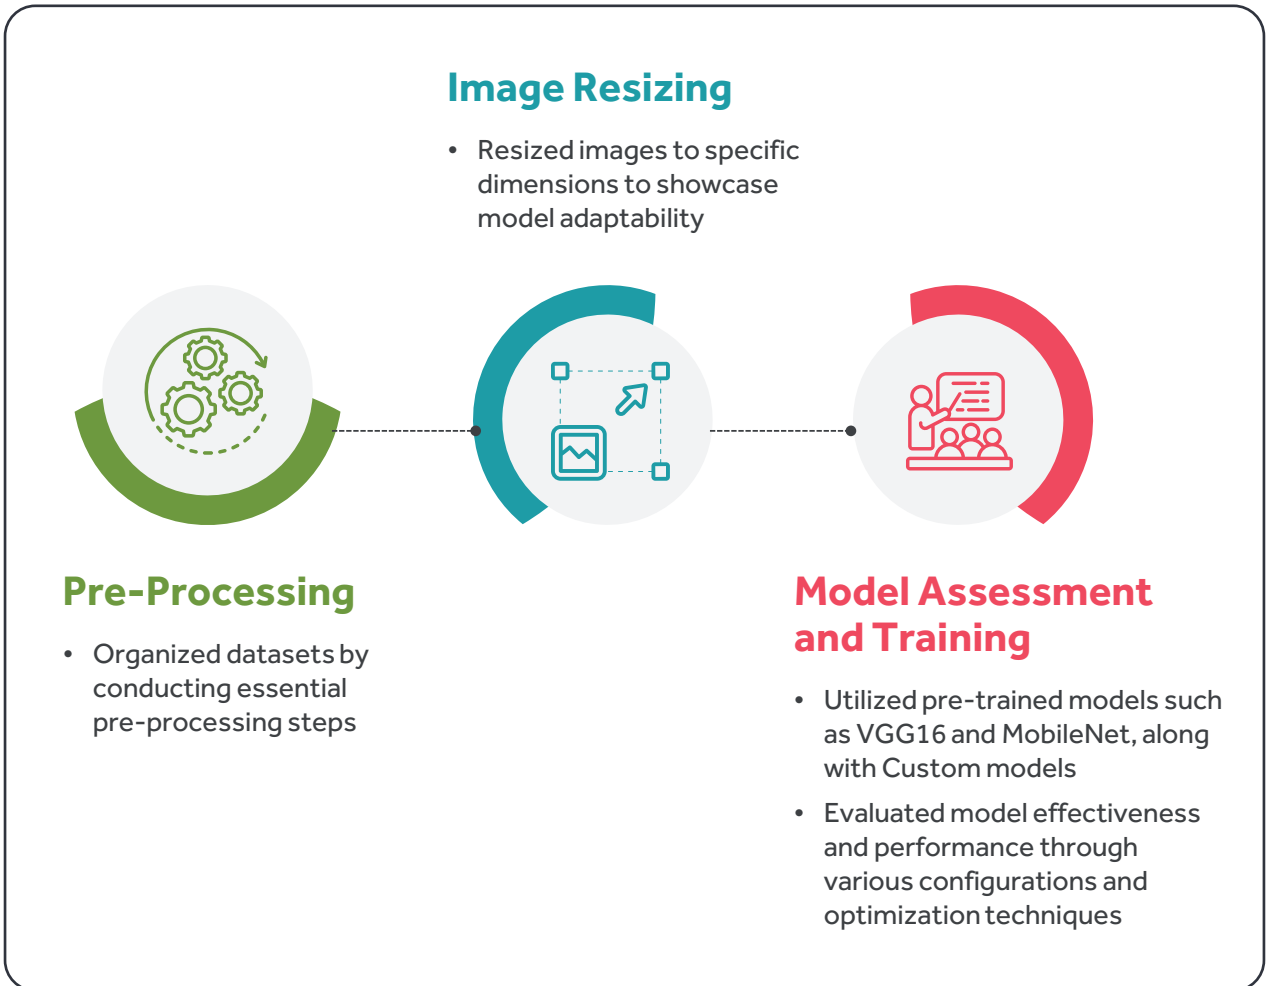 Image Resizing
• Resized images to specific
dimensions to showcase
model adaptability
Pre-Processing
• Organized datasets by
conducting essential
pre-processing steps
Model Assessment
and Training
• Utilized pre-trained models such
as VGG16 and MobileNet, along
with Custom models
• Evaluated model effectiveness
and performance through
various configurations and
optimization techniques